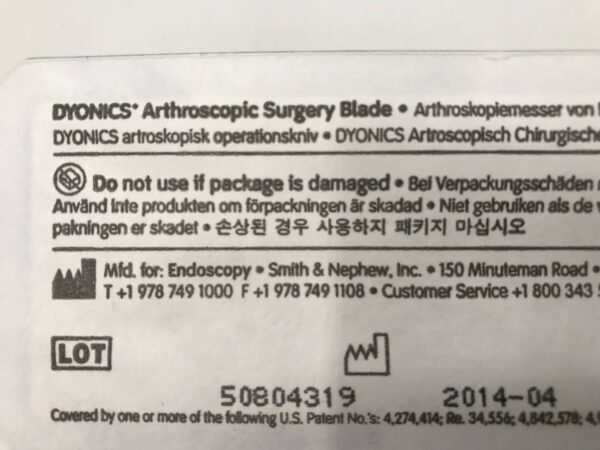 DYONICS* Arthroscopic Surgery Blade • Arthroskopiemesser von
DYONICS artroskopisk operationskniv • DYONICS Artroscopisch Chirurgische
Do not use if package is damaged • Bei Verpackungsschäden
Använd inte produkten om förpackningen är skadad • Niet gebruiken als de
pakningen er skadet • 손상된 경우 사용하지 패키지 마십시오
Mfd. for: Endoscopy • Smith & Nephew, Inc. • 150 Minuteman Road •
T +1 978 749 1000 F +1 978 749 1108 • Customer Service +1 800 343
LOT
50804319 2014-04
Covered by one or more of the following U.S. Patent No.'s: 4,274,414; Re. 34,556; 4,842,578;